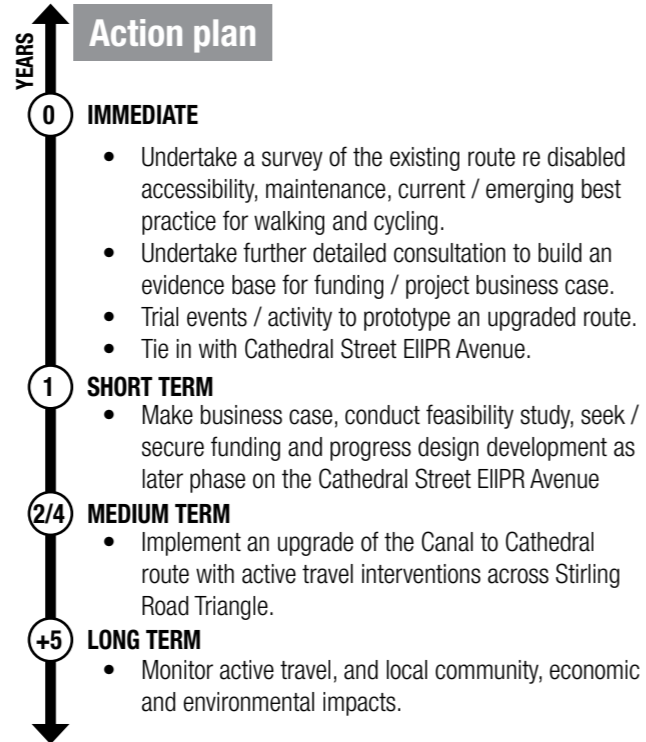 Action plan
YEARS
0 IMMEDIATE
• Undertake a survey of the existing route re disabled
accessibility, maintenance, current / emerging best
practice for walking and cycling.
• Undertake further detailed consultation to build an
evidence base for funding / project business case.
• Trial events / activity to prototype an upgraded route.
• Tie in with Cathedral Street EIIPR Avenue.
1 SHORT TERM
• Make business case, conduct feasibility study, seek /
secure funding and progress design development as
later phase on the Cathedral Street EIIPR Avenue
2/4 MEDIUM TERM
• Implement an upgrade of the Canal to Cathedral
route with active travel interventions across Stirling
Road Triangle.
+5 LONG TERM
• Monitor active travel, and local community, economic
and environmental impacts.